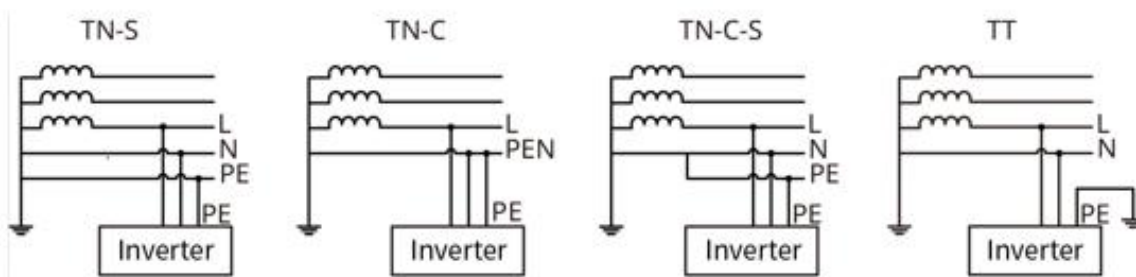 TN-S TN-C TN-C-S TT
L L L
N PEN N N
PE PE
PE PE PE PE
Inverter Inverter Inverter Inverter
L